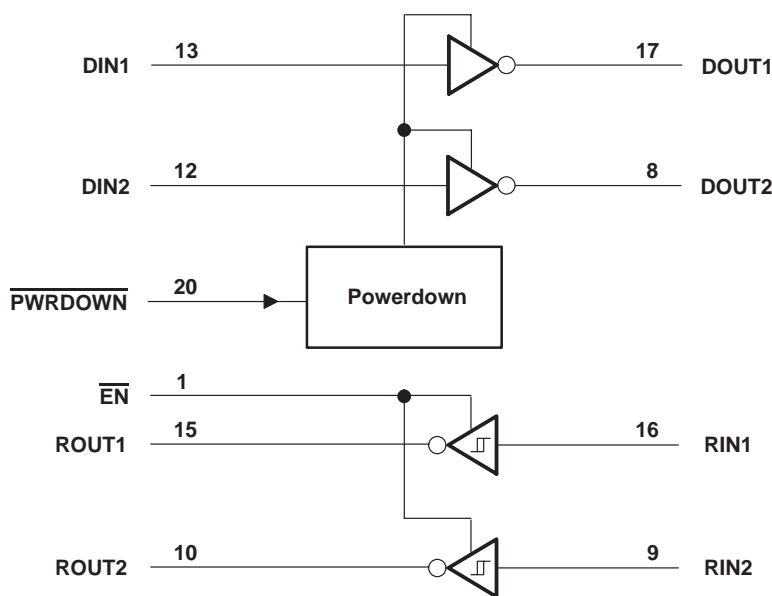 DIN1 13 17 DOUT1
DIN2 12 8 DOUT2
PWRDOWN 20 Powerdown
EN 1
ROUT1 15 16 RIN1
ROUT2 10 9 RIN2